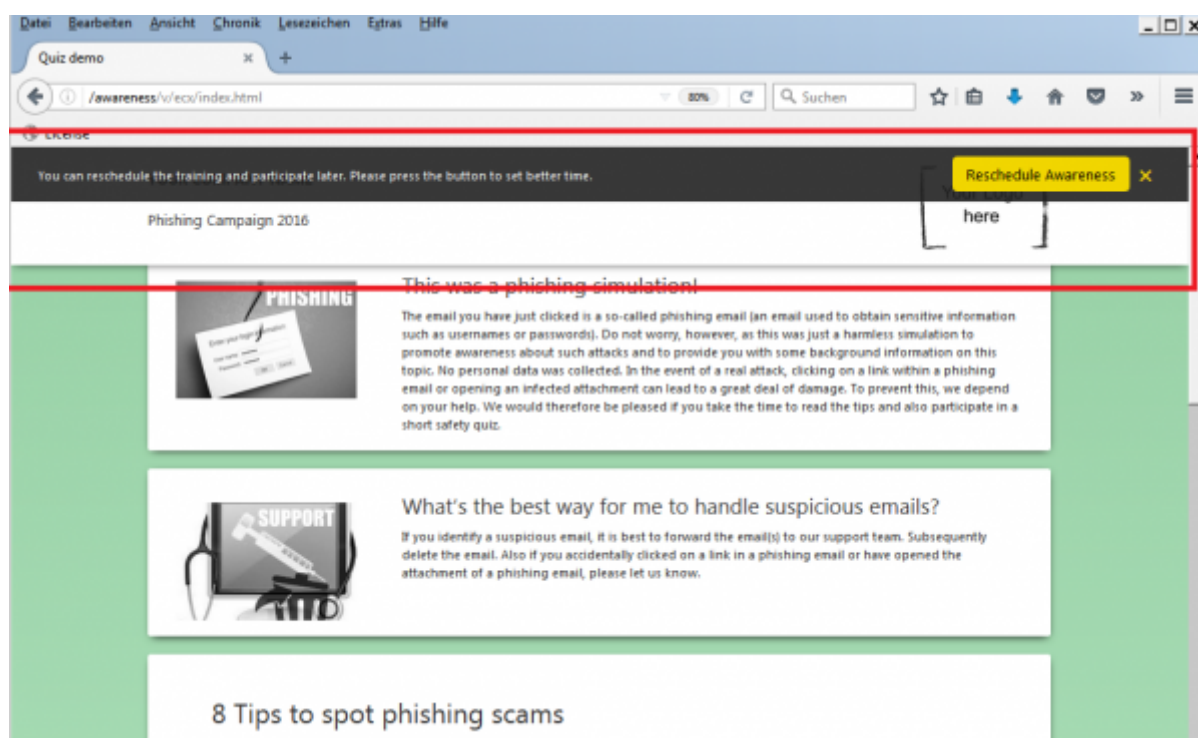 Datei Bearbeiten Ansicht Chronik Lesezeichen Extras Hilfe
Quiz demo
/awareness/v/ecx/index.html 80% Suchen
License
You can reschedule the training and participate later. Please press the button to set better time. Reschedule Awareness
Your Logo
Phishing Campaign 2016 here
This was a phishing simulation!
PHISHING
The email you have just clicked is a so-called phishing email (an email used to obtain sensitive information
such as usernames or passwords). Do not worry, however, as this was just a harmless simulation to
promote awareness about such attacks and to provide you with some background information on this
topic. No personal data was collected. In the event of a real attack, clicking on a link within a phishing
email or opening an infected attachment can lead to a great deal of damage. To prevent this, we depend
on your help. We would therefore be pleased if you take the time to read the tips and also participate in a
short safety quiz.
What's the best way for me to handle suspicious emails?
SUPPORT
If you identify a suspicious email, it is best to forward the email(s) to our support team. Subsequently
delete the email. Also if you accidentally clicked on a link in a phishing email or have opened the
attachment of a phishing email, please let us know.
8 Tips to spot phishing scams